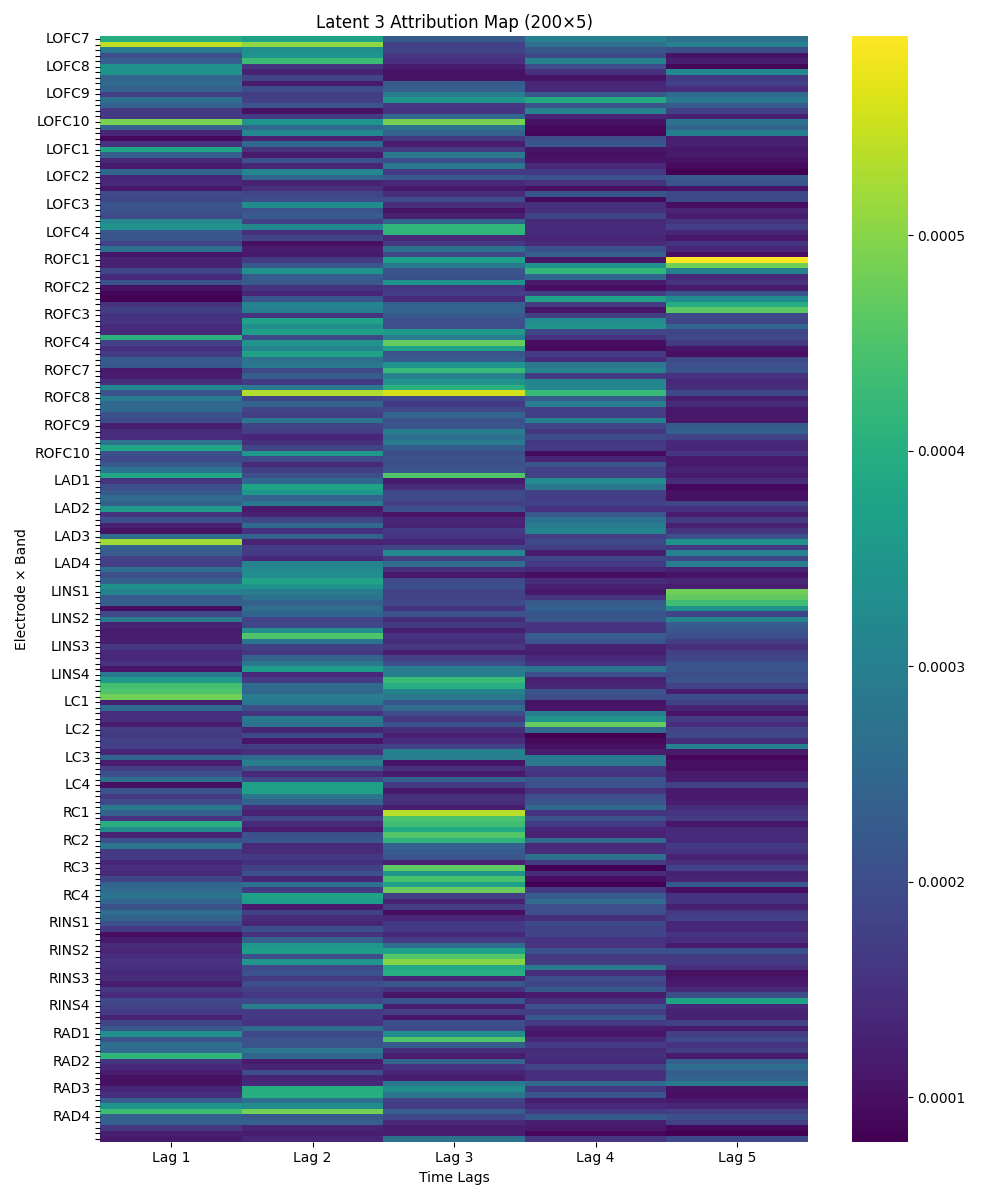 Latent 3 Attribution Map (200×5)
LOFC7
LOFC8
LOFC9
LOFC10
LOFC1
LOFC2
LOFC3
LOFC4
ROFC1
ROFC2
ROFC3
ROFC4
ROFC7
ROFC8
ROFC9
ROFC10
LAD1
LAD2
LAD3
LAD4
LINS1
LINS2
LINS3
LINS4
LC1
LC2
LC3
LC4
RC1
RC2
RC3
RC4
RINS1
RINS2
RINS3
RINS4
RAD1
RAD2
RAD3
RAD4
Electrode × Band
Lag 1 Lag 2 Lag 3 Lag 4 Lag 5
Time Lags
0.0005
0.0004
0.0003
0.0002
0.0001